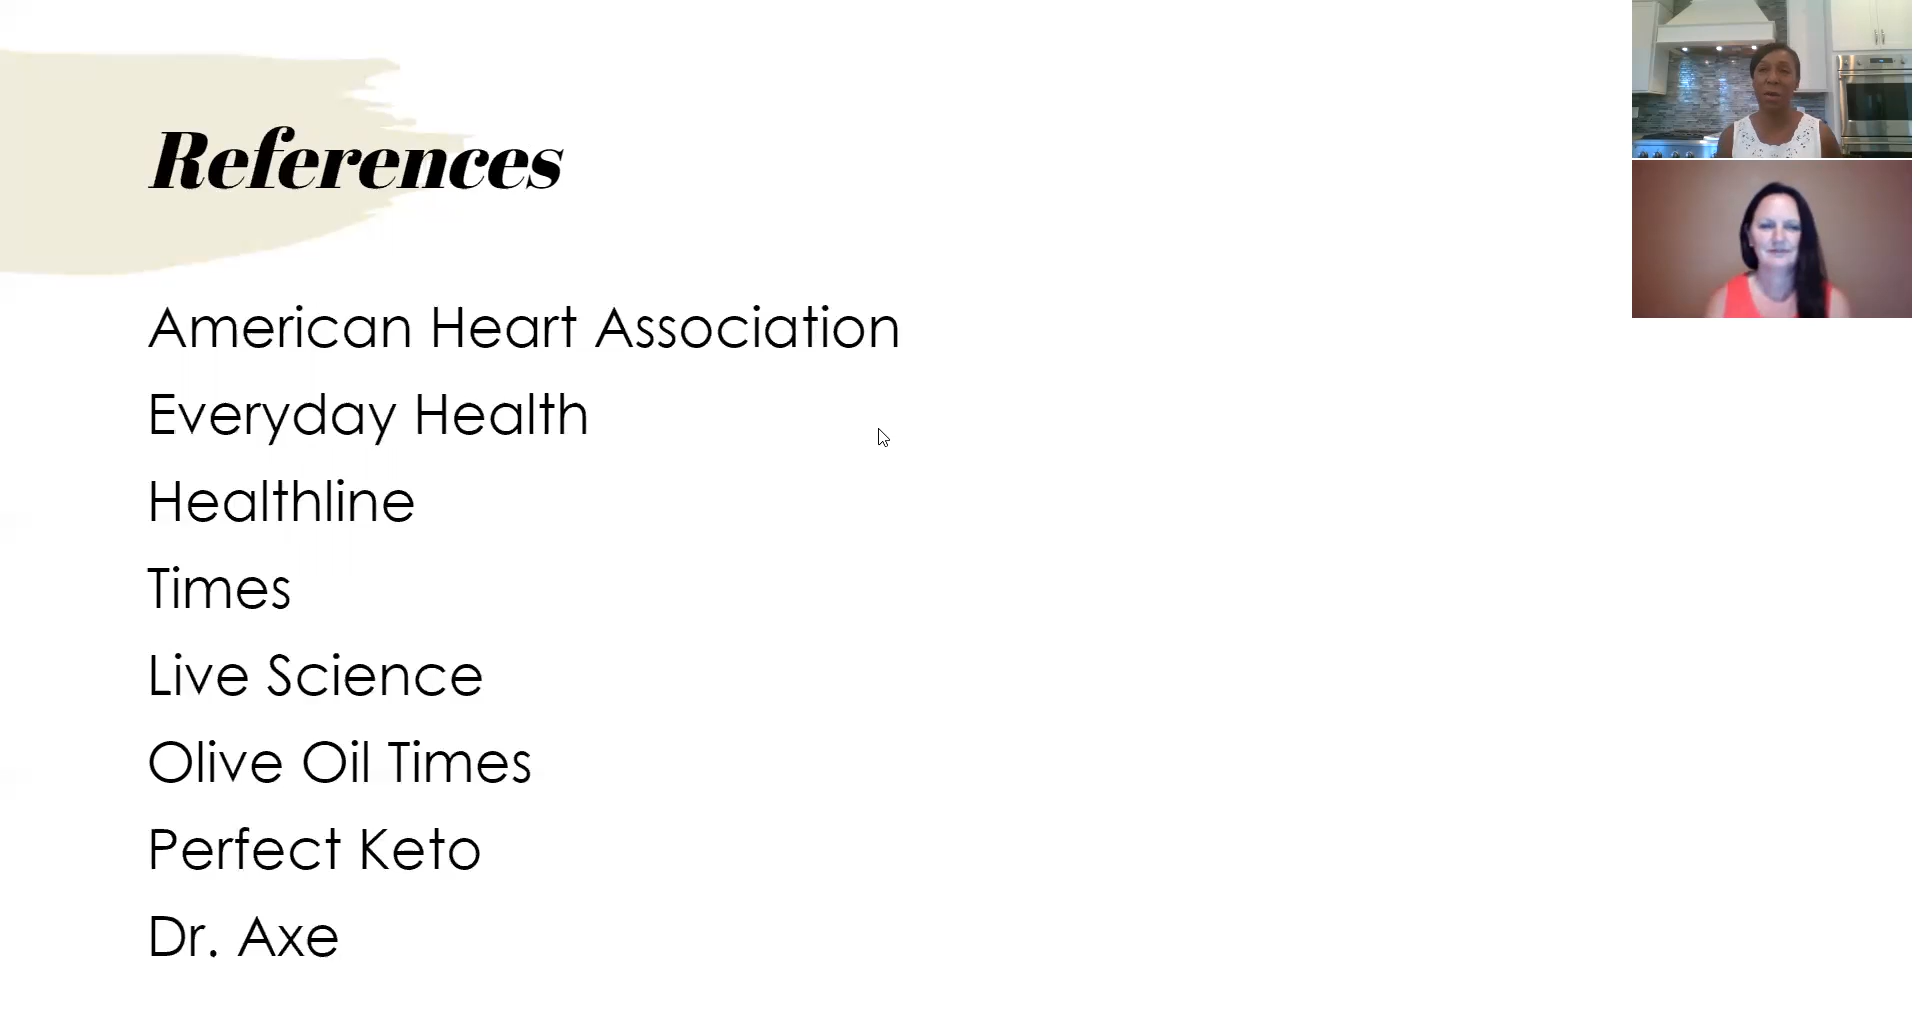 References
American Heart Association
Everyday Health
Healthline
Times
Live Science
Olive Oil Times
Perfect Keto
Dr. Axe